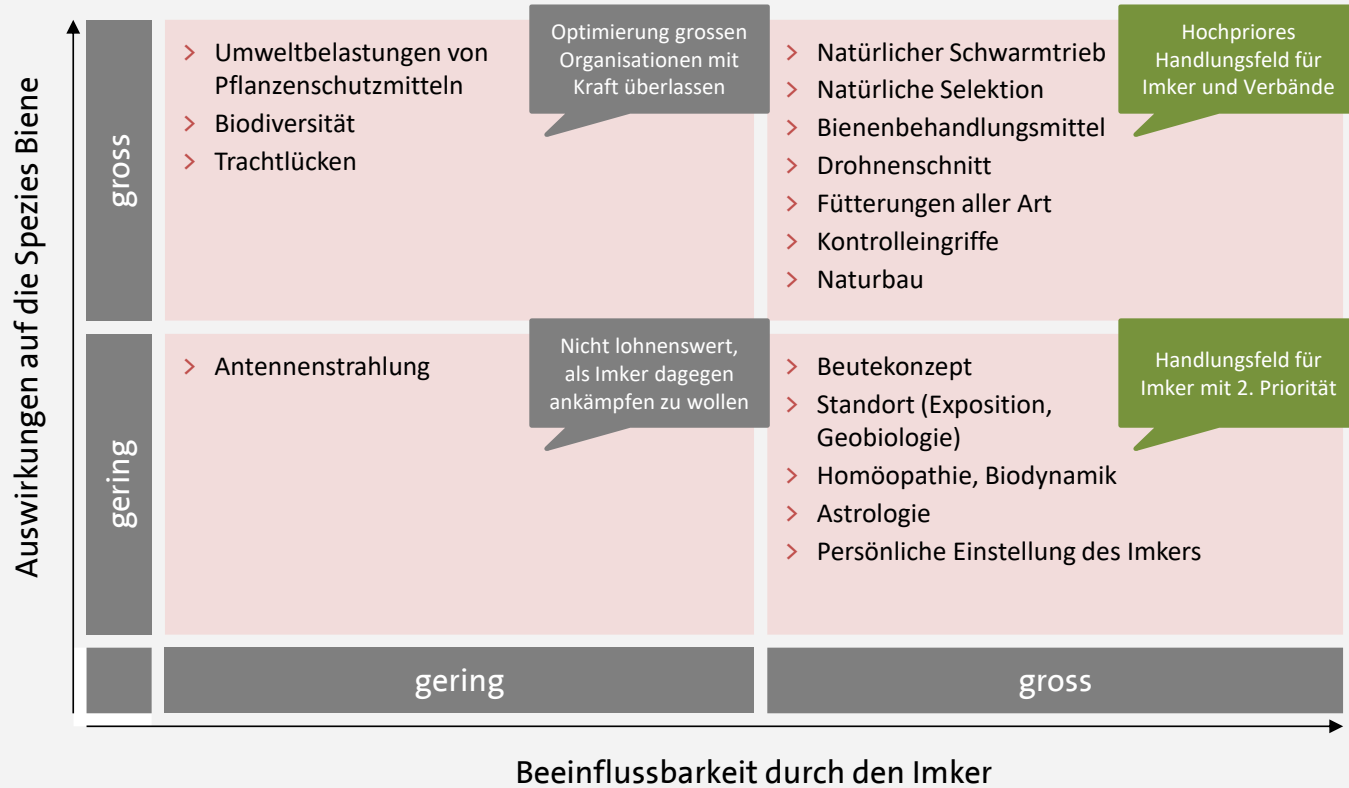 Auswirkungen auf die Spezies Biene
gross
> Umweltbelastungen von
Pflanzenschutzmitteln
> Biodiversität
> Trachtlücken
Optimierung grossen
Organisationen mit
Kraft überlassen
> Natürlicher Schwarmtrieb
> Natürliche Selektion
> Bienenbehandlungsmittel
> Drohnenschnitt
> Fütterungen aller Art
> Kontrolleingriffe
> Naturbau
Hochpriores
Handlungsfeld für
Imker und Verbände
gering
> Antennenstrahlung
Nicht lohnenswert,
als Imker dagegen
ankämpfen zu wollen
> Beutekonzept
> Standort (Exposition,
Geobiologie)
> Homöopathie, Biodynamik
> Astrologie
> Persönliche Einstellung des Imkers
Handlungsfeld für
Imker mit 2. Priorität
gering
gross
Beeinflussbarkeit durch den Imker